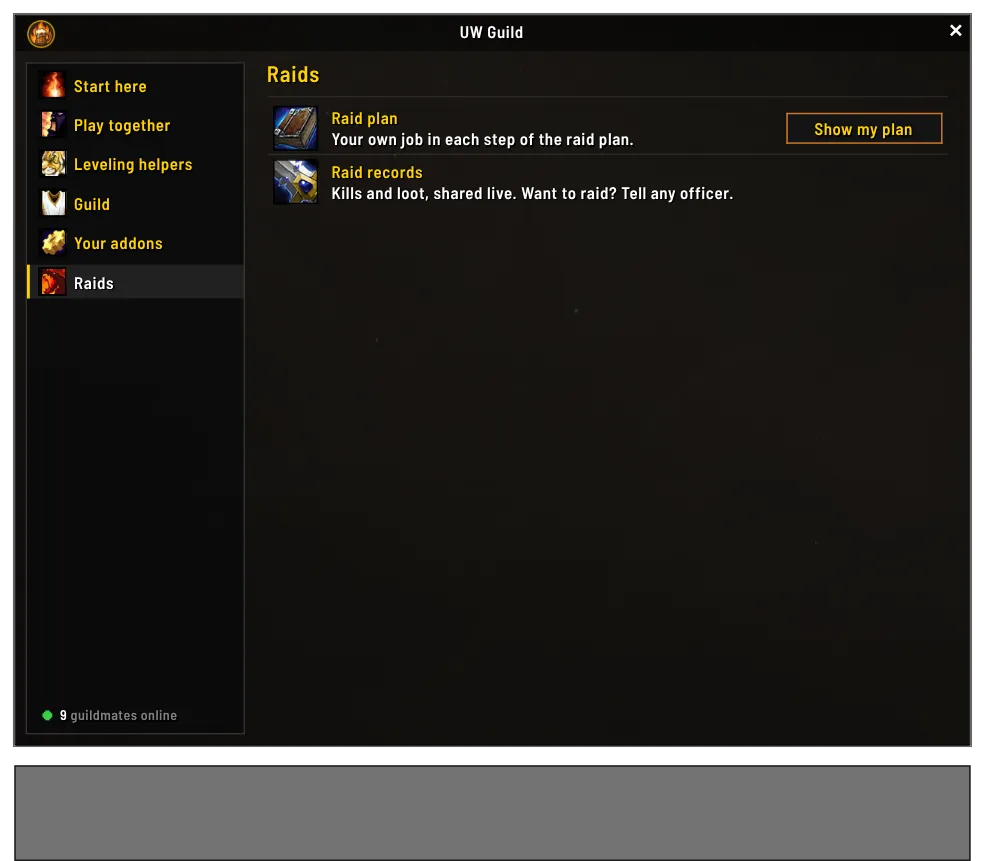 UW Guild
Start here
Play together
Leveling helpers
Guild
Your addons
Raids
9 guildmates online
Raids
Raid plan
Your own job in each step of the raid plan.
Show my plan
Raid records
Kills and loot, shared live. Want to raid? Tell any officer.